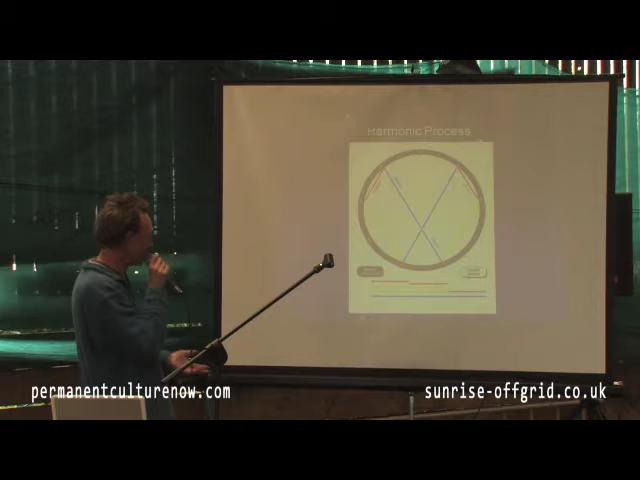 Harmonic Process
permanentculturenow.com
sunrise-offgrid.co.uk